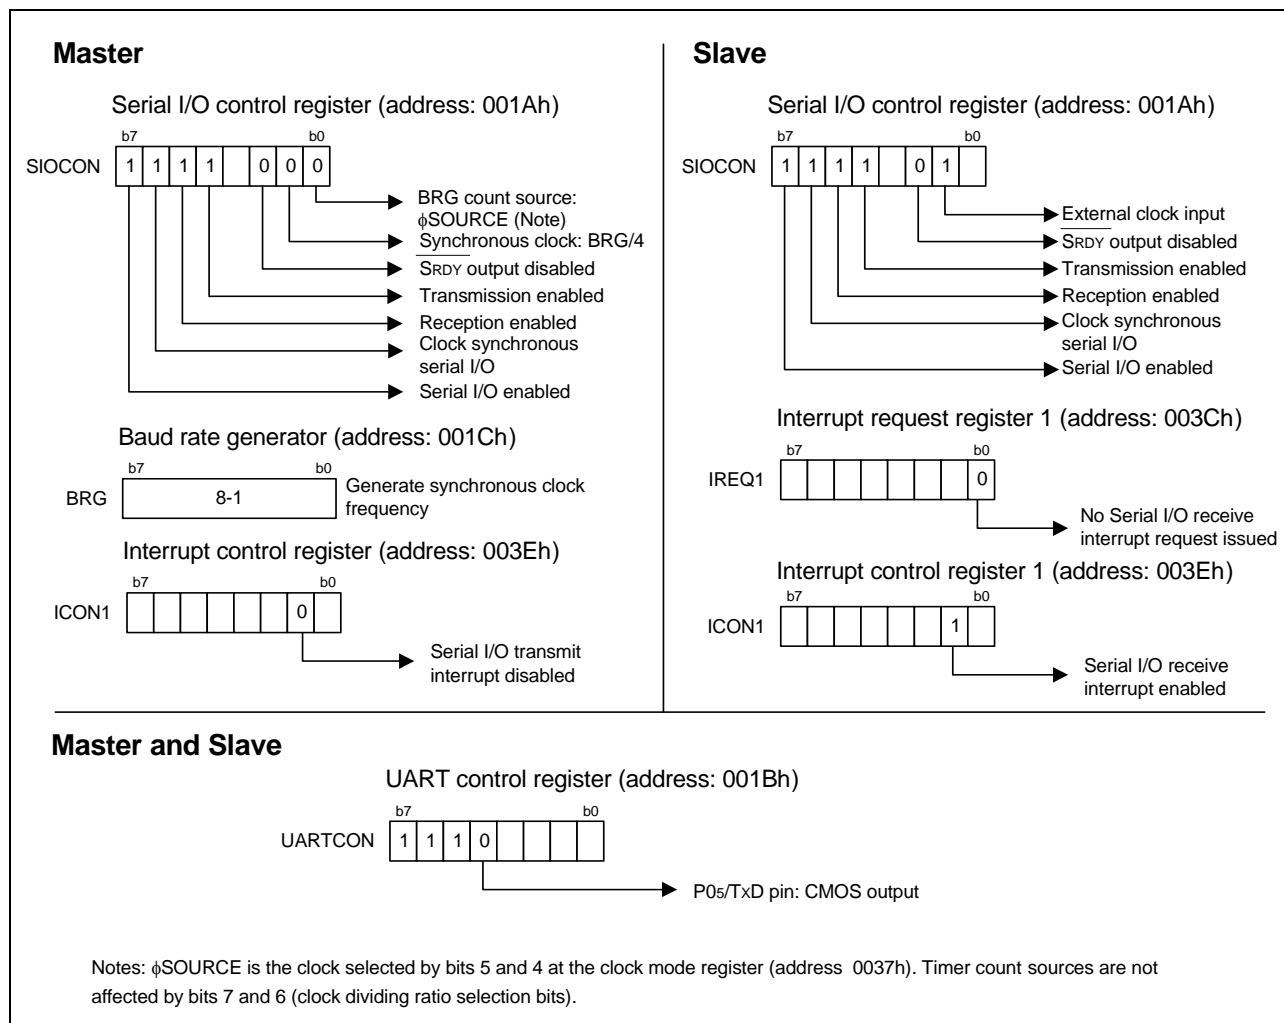 Master
Serial I/O control register (address: 001Ah)
b7 b0
SIOCON 1 1 1 1 0 0 0
BRG count source:
ϕSOURCE (Note)
Synchronous clock: BRG/4
SRDY output disabled
Transmission enabled
Reception enabled
Clock synchronous
serial I/O
Serial I/O enabled
Baud rate generator (address: 001Ch)
b7 b0
BRG 8-1 Generate synchronous clock
frequency
Interrupt control register (address: 003Eh)
b7 b0
ICON1 0
Serial I/O transmit
interrupt disabled
Slave
Serial I/O control register (address: 001Ah)
b7 b0
SIOCON 1 1 1 1 0 1
External clock input
SRDY output disabled
Transmission enabled
Reception enabled
Clock synchronous
serial I/O
Serial I/O enabled
Interrupt request register 1 (address: 003Ch)
b7 b0
IREQ1 0
No Serial I/O receive
interrupt request issued
Interrupt control register 1 (address: 003Eh)
b7 b0
ICON1 1
Serial I/O receive
interrupt enabled
Master and Slave
UART control register (address: 001Bh)
b7 b0
UARTCON 1 1 1 0
P05/TxD pin: CMOS output
Notes: ϕSOURCE is the clock selected by bits 5 and 4 at the clock mode register (address 0037h). Timer count sources are not
affected by bits 7 and 6 (clock dividing ratio selection bits).